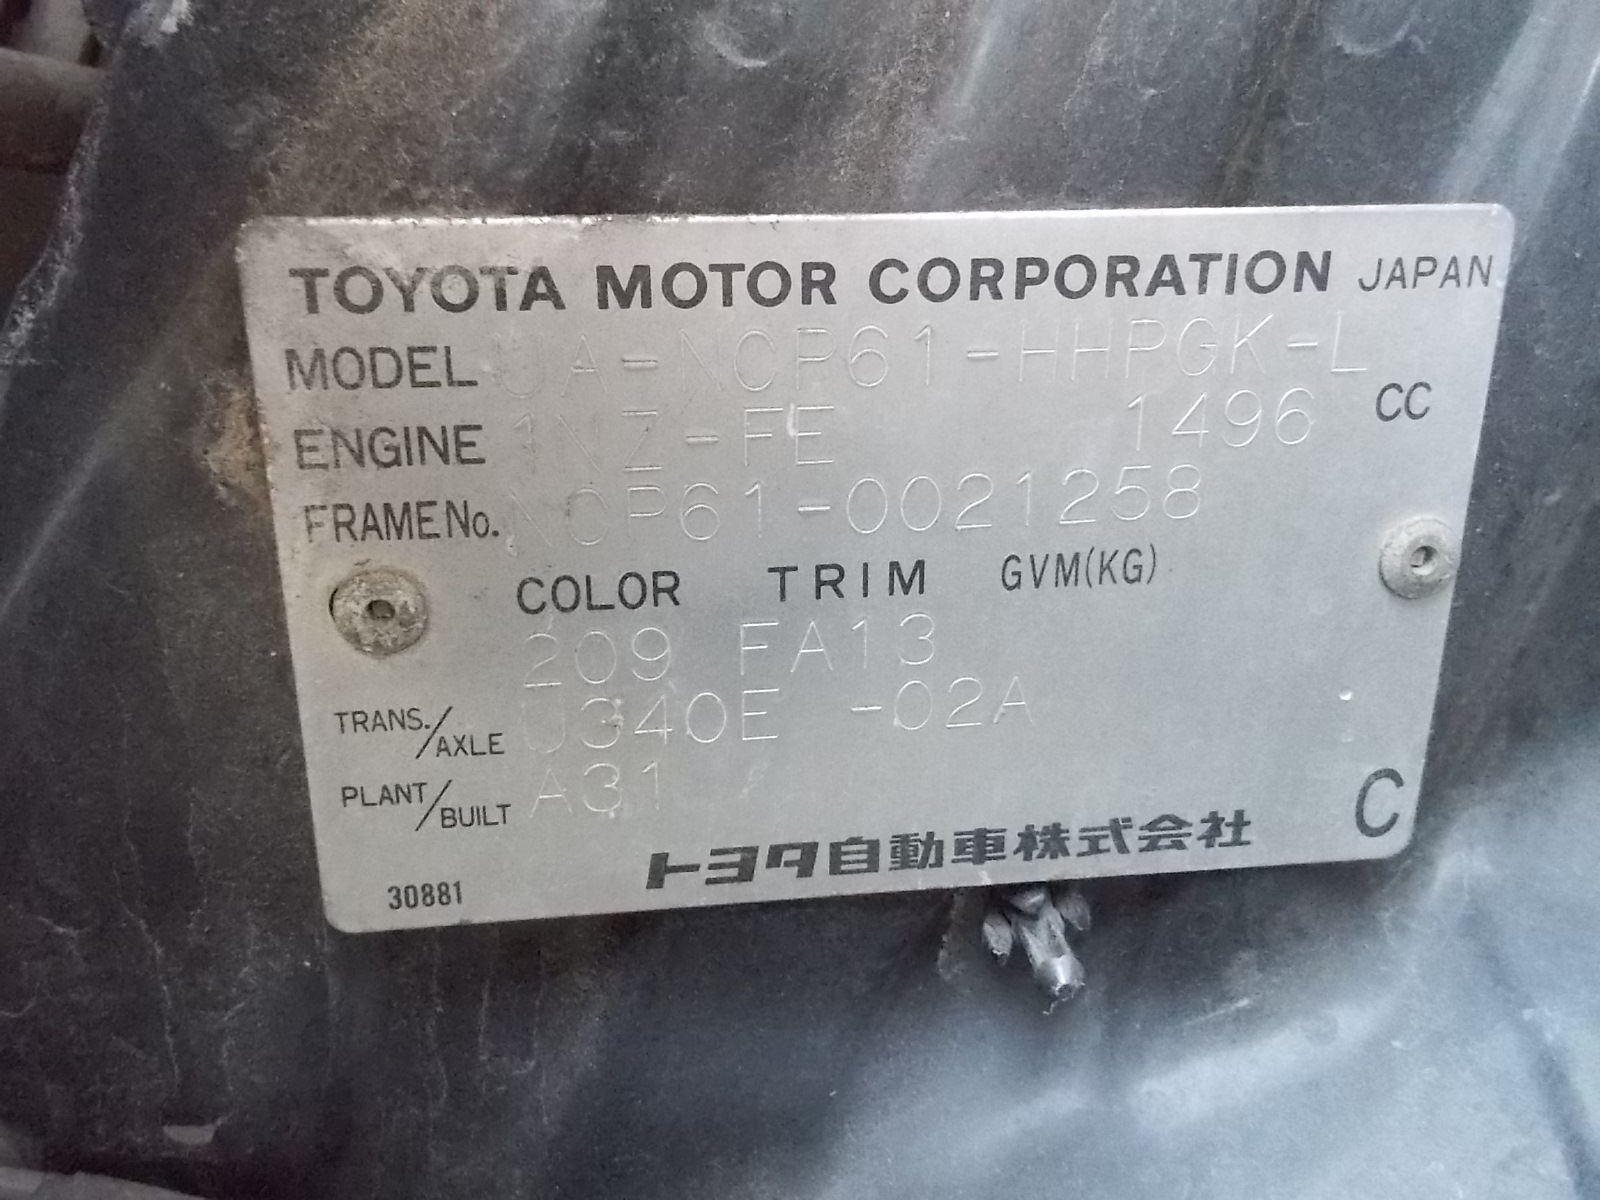 TOYOTA MOTOR CORPORATION JAPAN
MODEL UA-NCP61-HHPGK-L
ENGINE 1NZ-FE 1496 CC
FRAME No. NCP61-0021258
COLOR TRIM GVM(KG)
209 FA13
TRANS./AXLE U340E -02A
PLANT/BUILT A31
C
トヨタ自動車株式会社
30881